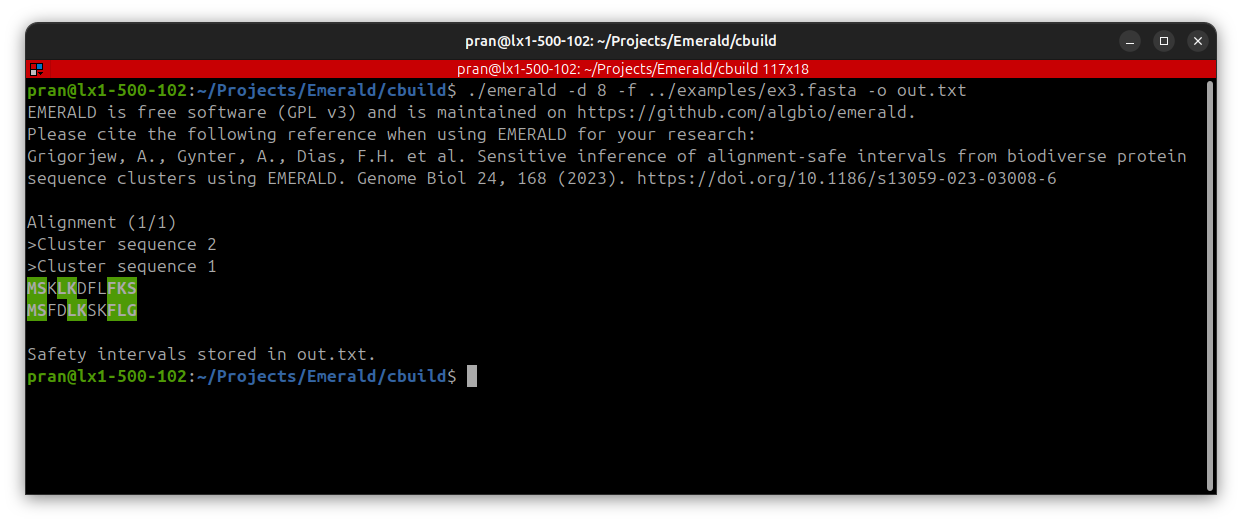 pran@lx1-500-102: ~/Projects/Emerald/cbuild
pran@lx1-500-102: ~/Projects/Emerald/cbuild 117x18
pran@lx1-500-102:~/Projects/Emerald/cbuild$ ./emerald -d 8 -f ../examples/ex3.fasta -o out.txt
EMERALD is free software (GPL v3) and is maintained on https://github.com/algbio/emerald.
Please cite the following reference when using EMERALD for your research:
Grigorjew, A., Gynter, A., Dias, F.H. et al. Sensitive inference of alignment-safe intervals from biodiverse protein
sequence clusters using EMERALD. Genome Biol 24, 168 (2023). https://doi.org/10.1186/s13059-023-03008-6
Alignment (1/1)
>Cluster sequence 2
>Cluster sequence 1
MSKLKDFLFKS
MSFDLKSKFLG
Safety intervals stored in out.txt.
pran@lx1-500-102:~/Projects/Emerald/cbuild$